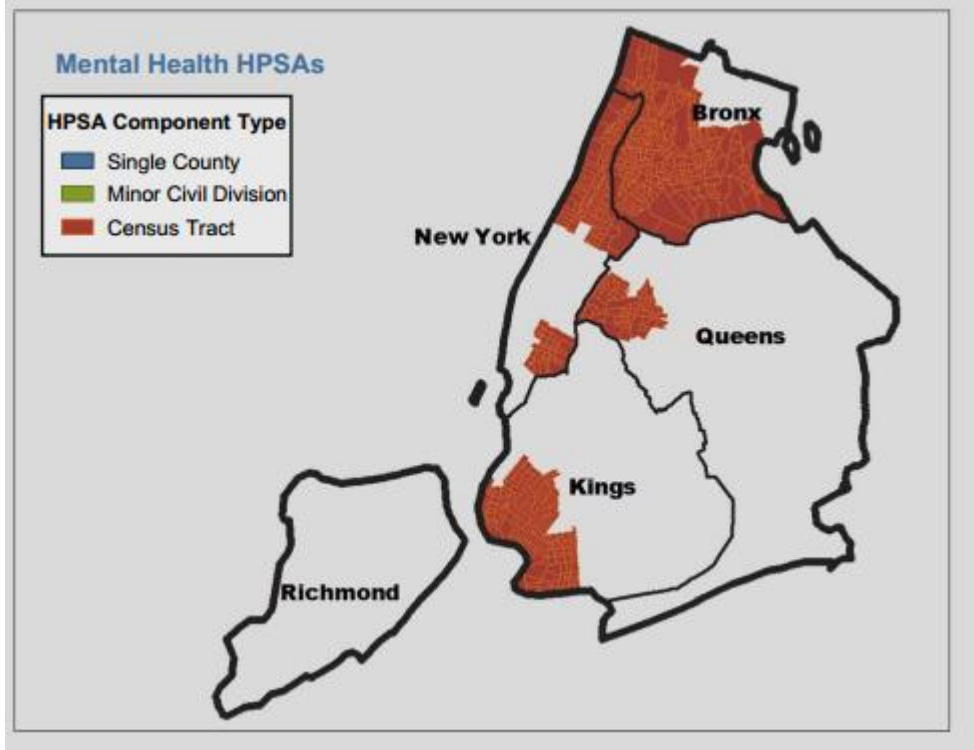 Mental Health HPSAs
HPSA Component Type
Single County
Minor Civil Division
Census Tract
Bronx
New York
Queens
Kings
Richmond